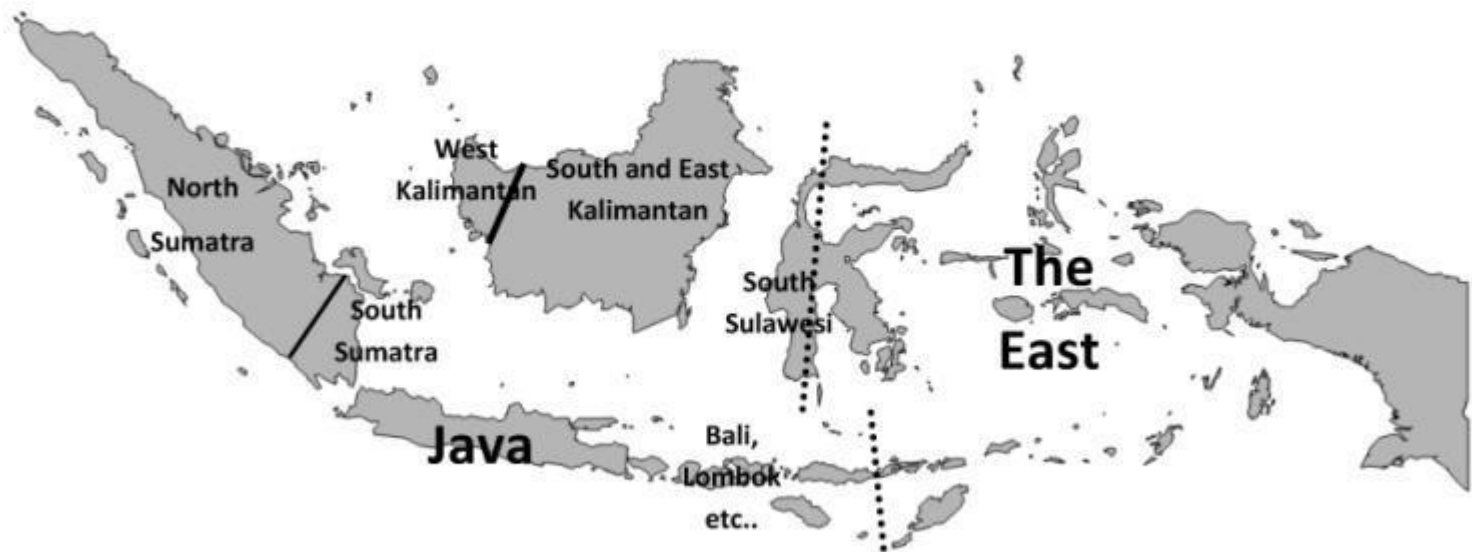 North
Sumatra
South
Sumatra
West
Kalimantan
South and East
Kalimantan
South
Sulawesi
The
East
Java
Bali,
Lombok
etc..